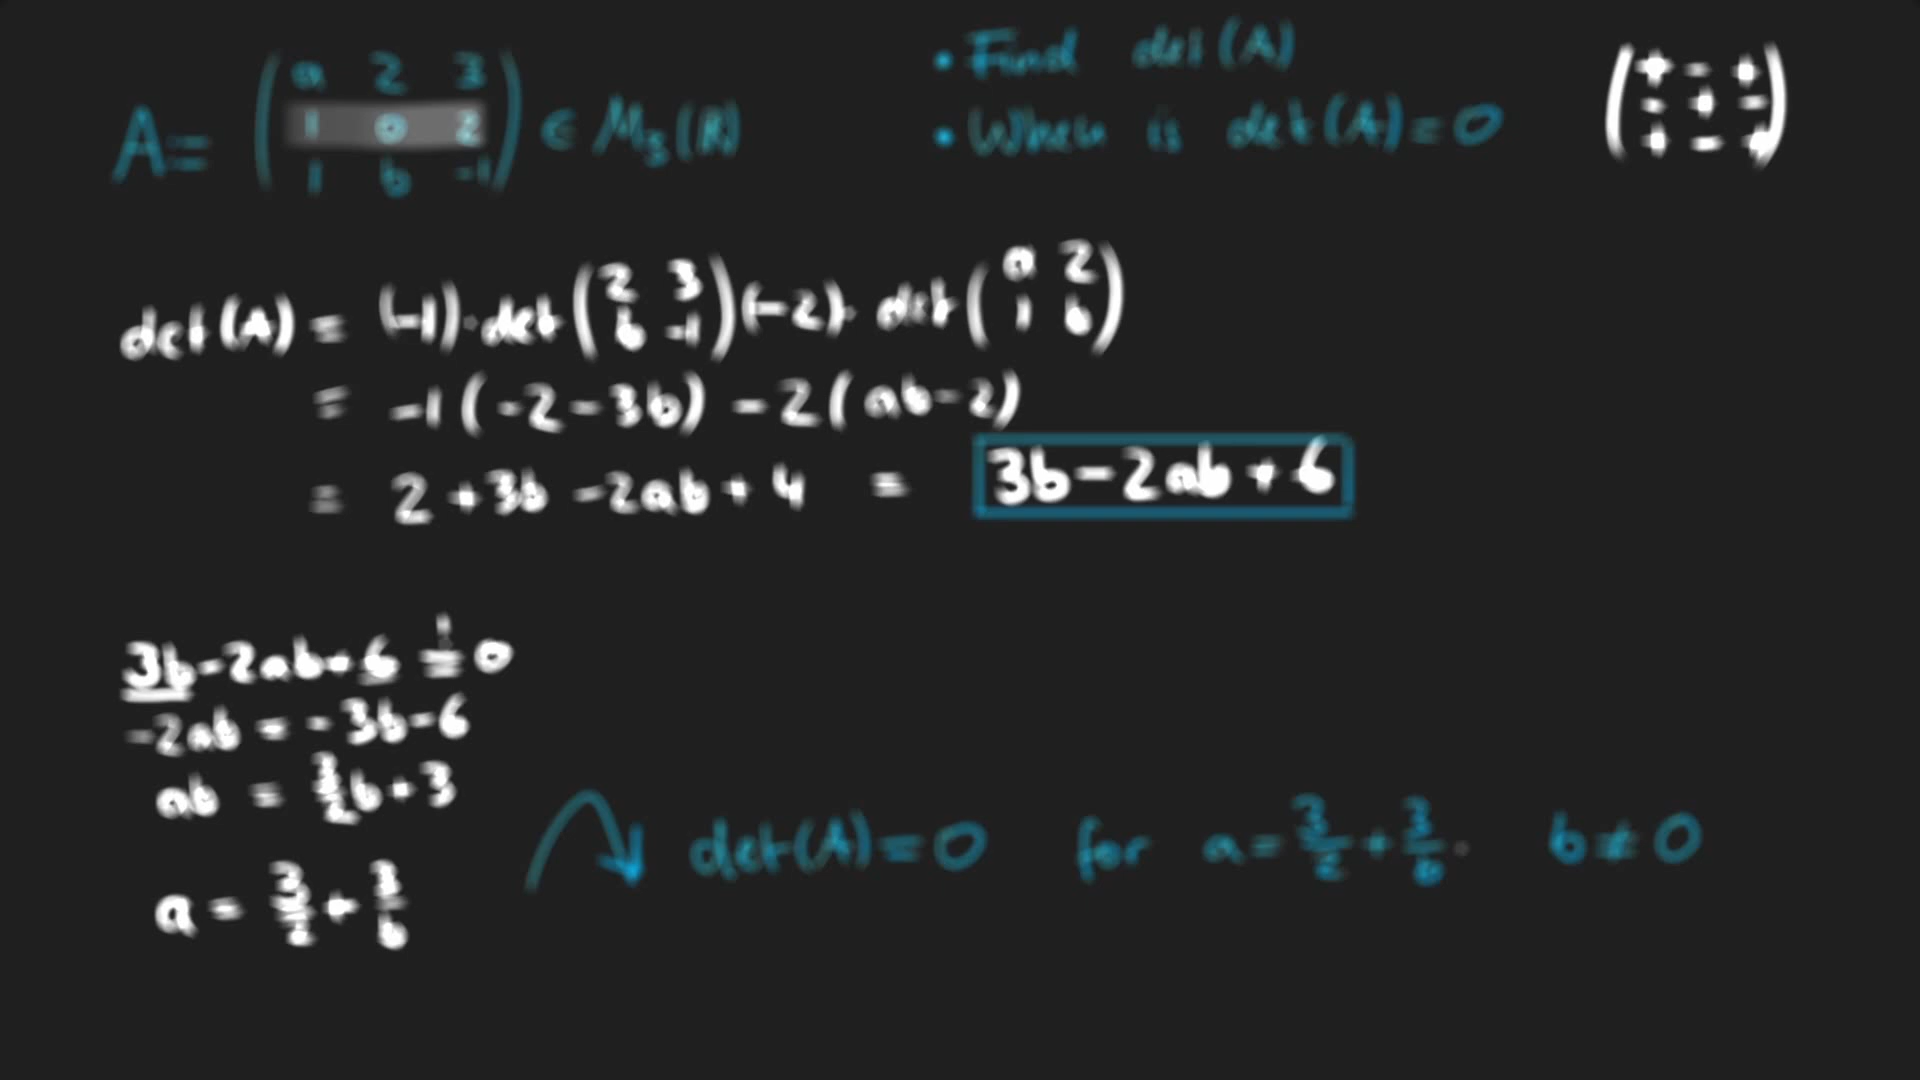 A = ( a 2 3 ; 1 0 2 ; 1 b -1 ) ∈ M₃(R)
• Find det(A)
• When is det(A) = 0
( + - + ; - + - ; + - + )
det(A) = (-1)·det( 2 3 ; b -1 )(-2)·det( a 2 ; 1 b )
= -1(-2-3b) -2(ab-2)
= 2+3b-2ab+4 = 3b-2ab+6
3b-2ab+6 =! 0
-2ab = -3b-6
ab = 3/2 b+3
a = 3/2 + 3/b
det(A) = 0 for a = 3/2 + 3/b . b ≠ 0